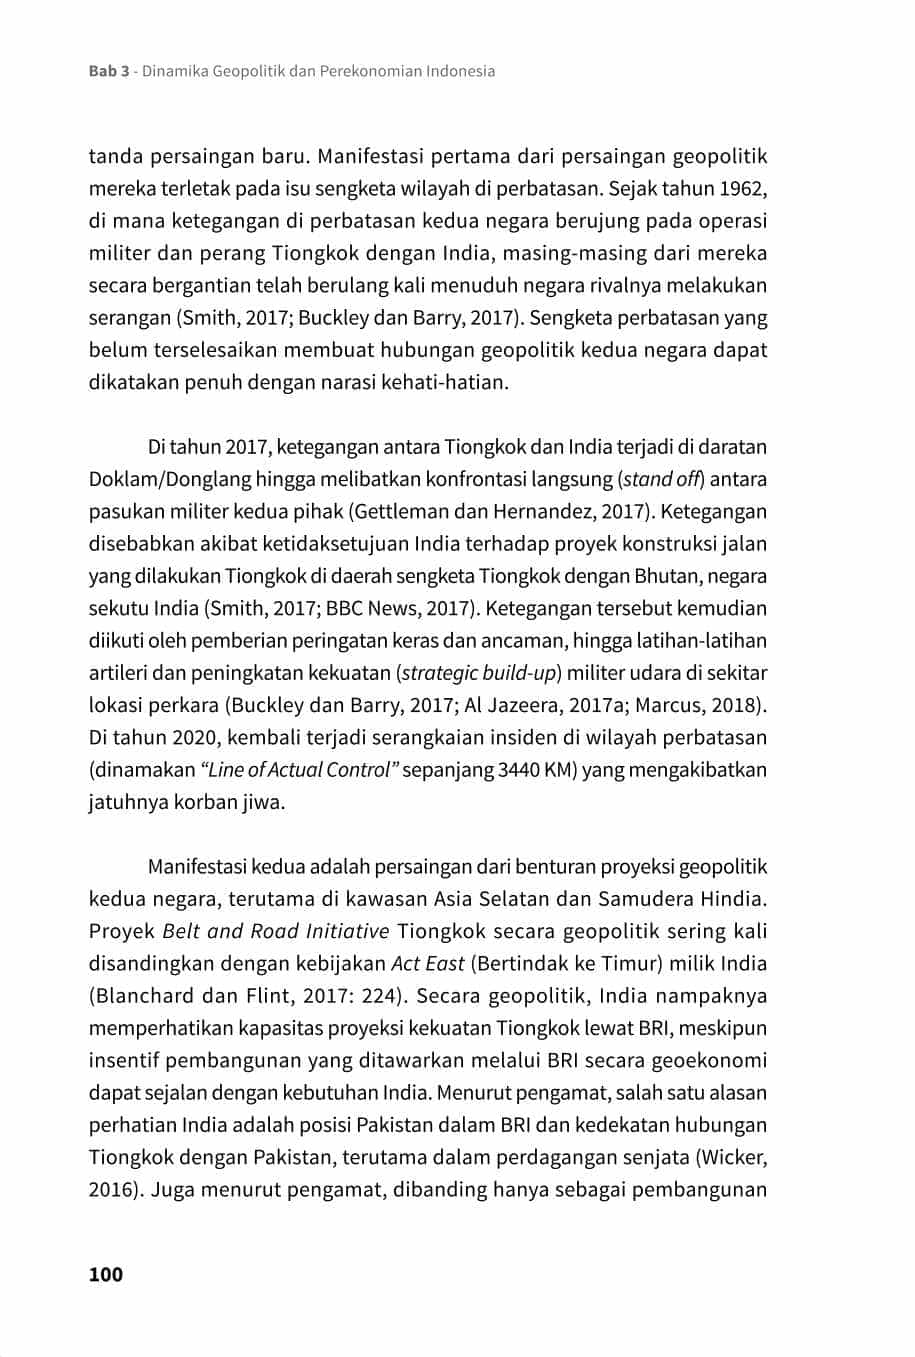 Bab 3 - Dinamika Geopolitik dan Perekonomian Indonesia
tanda persaingan baru. Manifestasi pertama dari persaingan geopolitik
mereka terletak pada isu sengketa wilayah di perbatasan. Sejak tahun 1962,
di mana ketegangan di perbatasan kedua negara berujung pada operasi
militer dan perang Tiongkok dengan India, masing-masing dari mereka
secara bergantian telah berulang kali menuduh negara rivalnya melakukan
serangan (Smith, 2017; Buckley dan Barry, 2017). Sengketa perbatasan yang
belum terselesaikan membuat hubungan geopolitik kedua negara dapat
dikatakan penuh dengan narasi kehati-hatian.
Di tahun 2017, ketegangan antara Tiongkok dan India terjadi di daratan
Doklam/Donglang hingga melibatkan konfrontasi langsung (stand off) antara
pasukan militer kedua pihak (Gettleman dan Hernandez, 2017). Ketegangan
disebabkan akibat ketidaksetujuan India terhadap proyek konstruksi jalan
yang dilakukan Tiongkok di daerah sengketa Tiongkok dengan Bhutan, negara
sekutu India (Smith, 2017; BBC News, 2017). Ketegangan tersebut kemudian
diikuti oleh pemberian peringatan keras dan ancaman, hingga latihan-latihan
artileri dan peningkatan kekuatan (strategic build-up) militer udara di sekitar
lokasi perkara (Buckley dan Barry, 2017; Al Jazeera, 2017a; Marcus, 2018).
Di tahun 2020, kembali terjadi serangkaian insiden di wilayah perbatasan
(dinamakan “Line of Actual Control” sepanjang 3440 KM) yang mengakibatkan
jatuhnya korban jiwa.
Manifestasi kedua adalah persaingan dari benturan proyeksi geopolitik
kedua negara, terutama di kawasan Asia Selatan dan Samudera Hindia.
Proyek Belt and Road Initiative Tiongkok secara geopolitik sering kali
disandingkan dengan kebijakan Act East (Bertindak ke Timur) milik India
(Blanchard dan Flint, 2017: 224). Secara geopolitik, India nampaknya
memperhatikan kapasitas proyeksi kekuatan Tiongkok lewat BRI, meskipun
insentif pembangunan yang ditawarkan melalui BRI secara geoekonomi
dapat sejalan dengan kebutuhan India. Menurut pengamat, salah satu alasan
perhatian India adalah posisi Pakistan dalam BRI dan kedekatan hubungan
Tiongkok dengan Pakistan, terutama dalam perdagangan senjata (Wicker,
2016). Juga menurut pengamat, dibanding hanya sebagai pembangunan
100